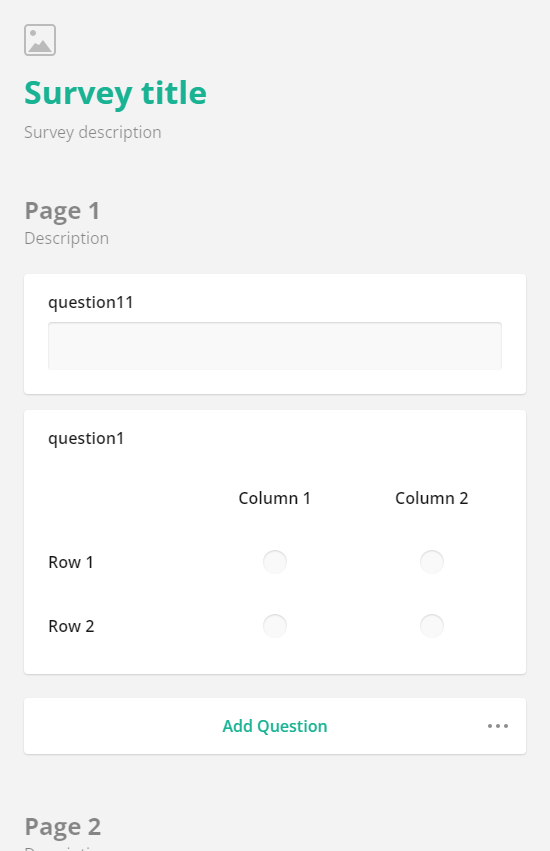 Survey title
Survey description
Page 1
Description
question11
question1
Column 1 Column 2
Row 1
Row 2
Add Question
Page 2